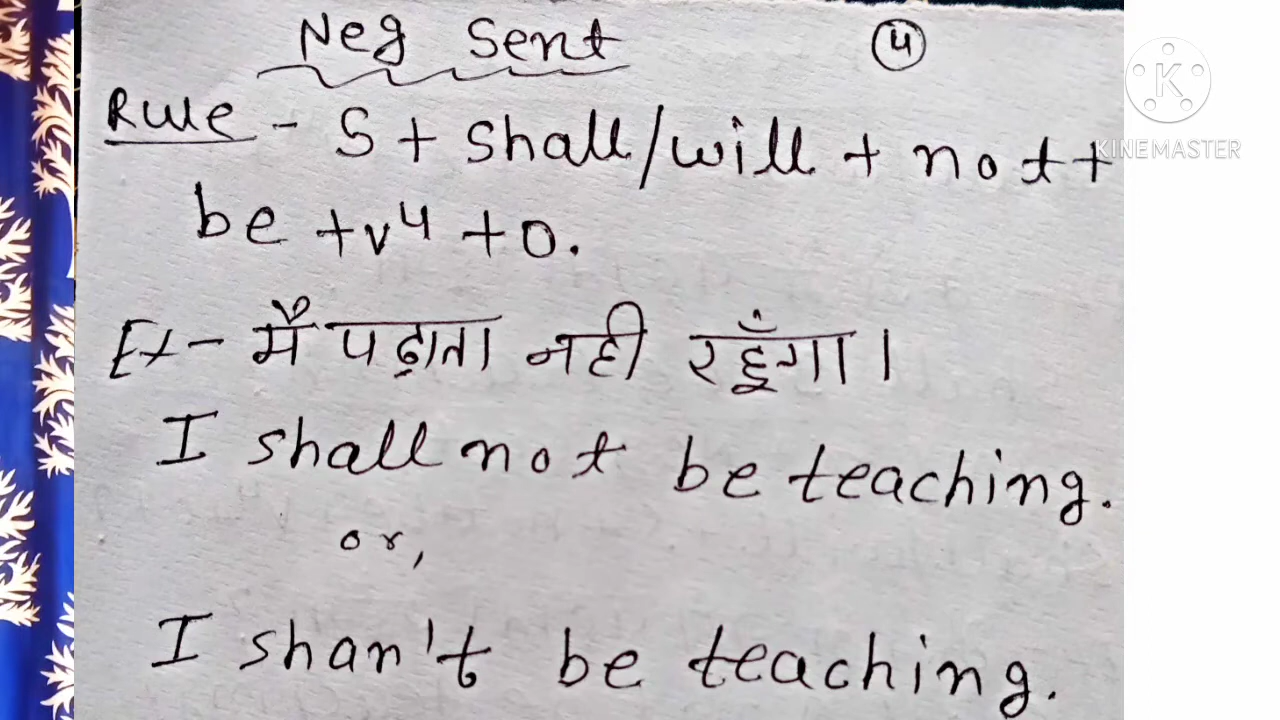 Neg Sent
4
Rule - S + shall/will + not +
be + v4 + O.
Ex - मैं पढ़ाता नही रहूँगा।
I shall not be teaching.
or,
I shan't be teaching.
K
KINEMASTER